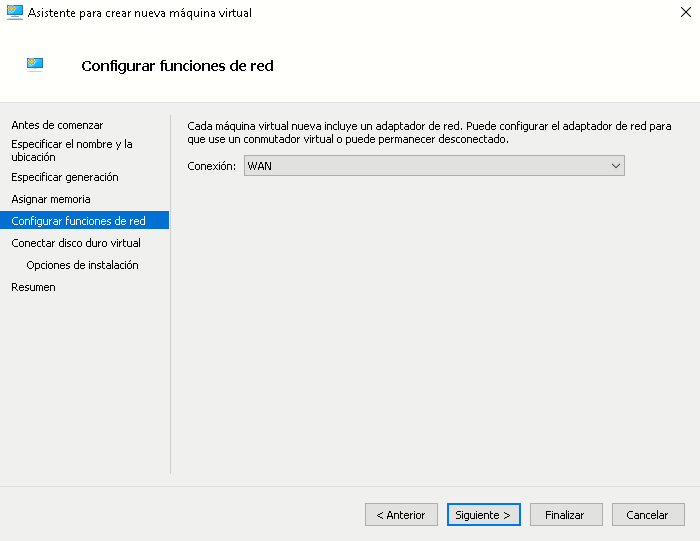 Asistente para crear nueva máquina virtual
Configurar funciones de red
Antes de comenzar
Especificar el nombre y la
ubicación
Especificar generación
Asignar memoria
Configurar funciones de red
Conectar disco duro virtual
Opciones de instalación
Resumen
Cada máquina virtual nueva incluye un adaptador de red. Puede configurar el adaptador de red para
que use un conmutador virtual o puede permanecer desconectado.
Conexión: WAN
< Anterior Siguiente > Finalizar Cancelar